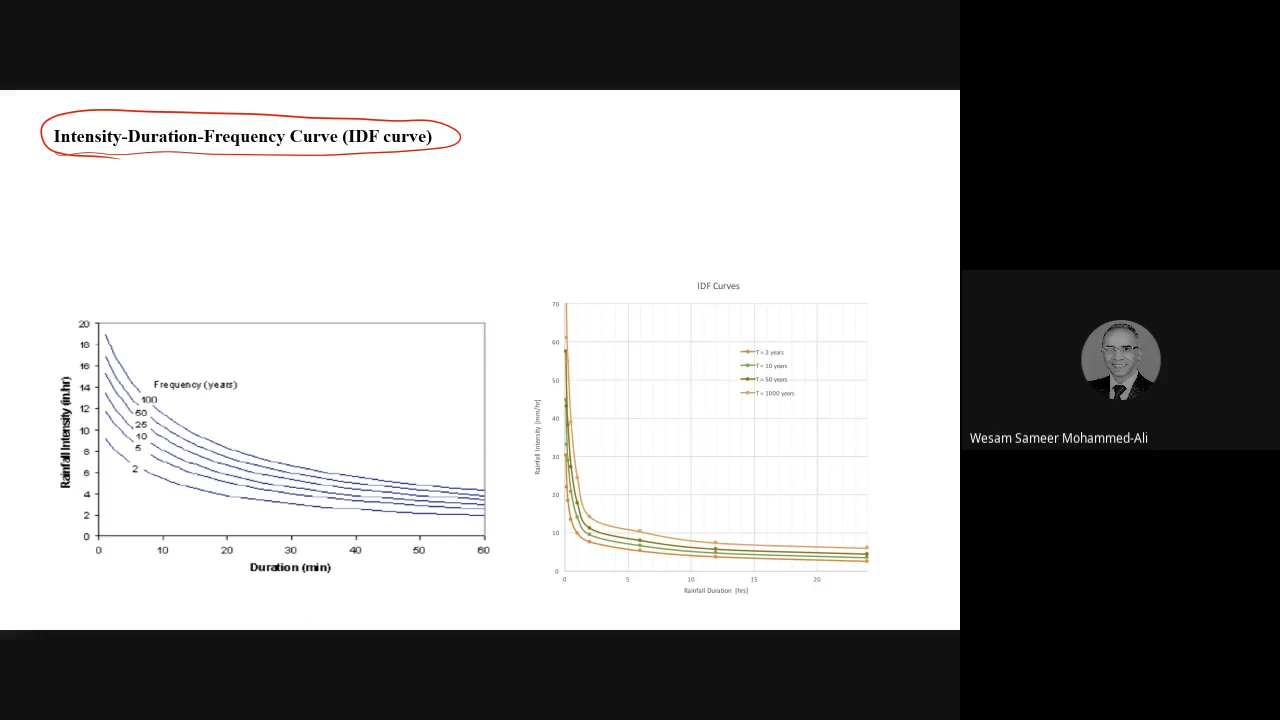 Intensity-Duration-Frequency Curve (IDF curve)
20
18
16
14
12
10
8
6
4
2
0
Rainfall Intensity (in.hr)
Frequency (years)
100
50
25
10
5
2
0 10 20 30 40 50 60
Duration (min)
IDF Curves
70
60
50
40
30
20
10
0
Rainfall Intensity [mm/hr]
T = 2 years
T = 10 years
T = 50 years
T = 1000 years
0 5 10 15 20
Rainfall Duration [hrs]
Wesam Sameer Mohammed-Ali